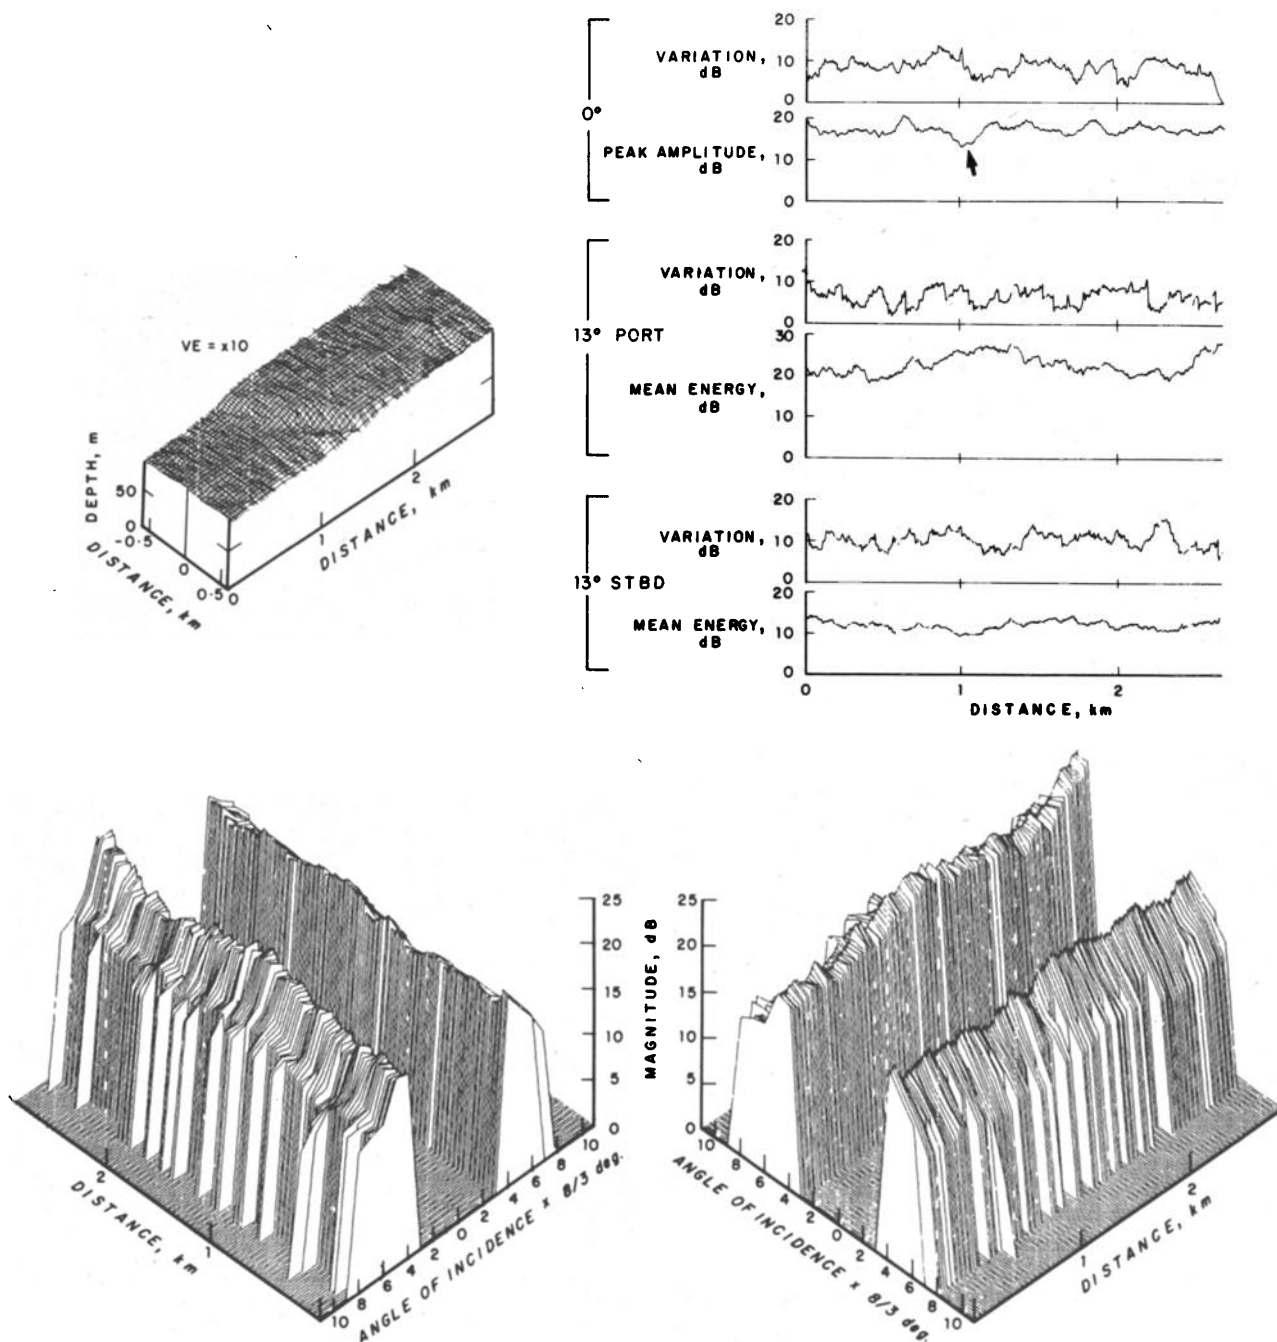 20
VARIATION,
dB
10
0
0°
20
PEAK AMPLITUDE,
dB
10
0
20
VARIATION,
dB
10
0
13° PORT
30
20
MEAN ENERGY,
dB
10
0
20
VARIATION,
dB
10
0
13° STBD
20
MEAN ENERGY,
dB
10
0
0 1 2
DISTANCE, km
VE = x10
DEPTH, m
50
0
-0·5 0 0·5
DISTANCE, km
0 1 2
DISTANCE, km
25
20
15
10
5
0
MAGNITUDE, dB
25
20
15
10
5
0
2 1
DISTANCE, km
10 8 6 4 2 0 2 4 6 8 10
ANGLE OF INCIDENCE x 8/3 deg.
10 8 6 4 2 0 2 4 6 8 10
ANGLE OF INCIDENCE x 8/3 deg.
1 2
DISTANCE, km